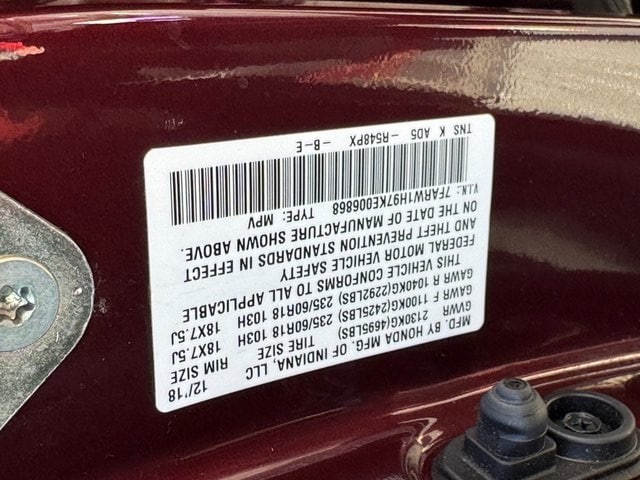 MFD. BY HONDA MFG. OF INDIANA, LLC 12/'18
GVWR 2130KG(4695LBS) TIRE SIZE RIM SIZE
GAWR F 1100KG(2425LBS) 235/60R18 103H 18X7.5J
GAWR R 1040KG(2292LBS) 235/60R18 103H 18X7.5J
THIS VEHICLE CONFORMS TO ALL APPLICABLE
FEDERAL MOTOR VEHICLE SAFETY
AND THEFT PREVENTION STANDARDS IN EFFECT
ON THE DATE OF MANUFACTURE SHOWN ABOVE.
VIN: 7FARW1H97KE006868 TYPE: MPV
TNS K AD5 -R548PX -B-E